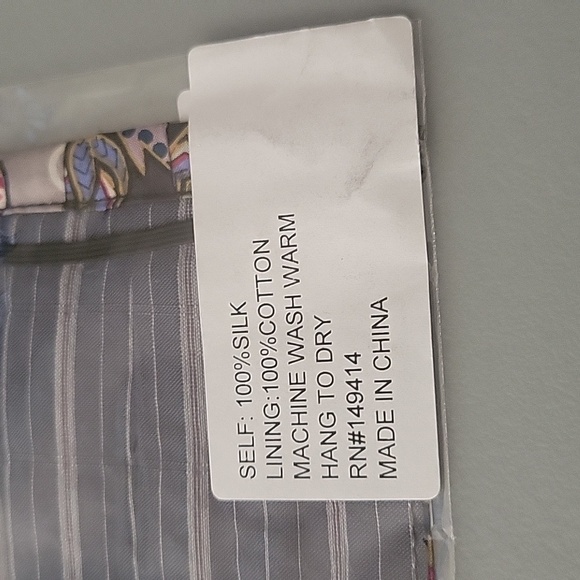 SELF: 100%SILK
LINING:100%COTTON
MACHINE WASH WARM
HANG TO DRY
RN#149414
MADE IN CHINA